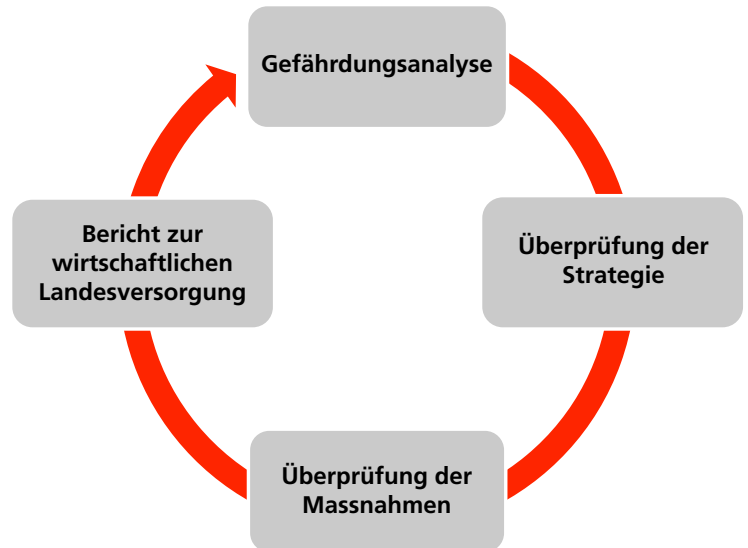 Gefährdungsanalyse
Überprüfung der
Strategie
Überprüfung der
Massnahmen
Bericht zur
wirtschaftlichen
Landesversorgung